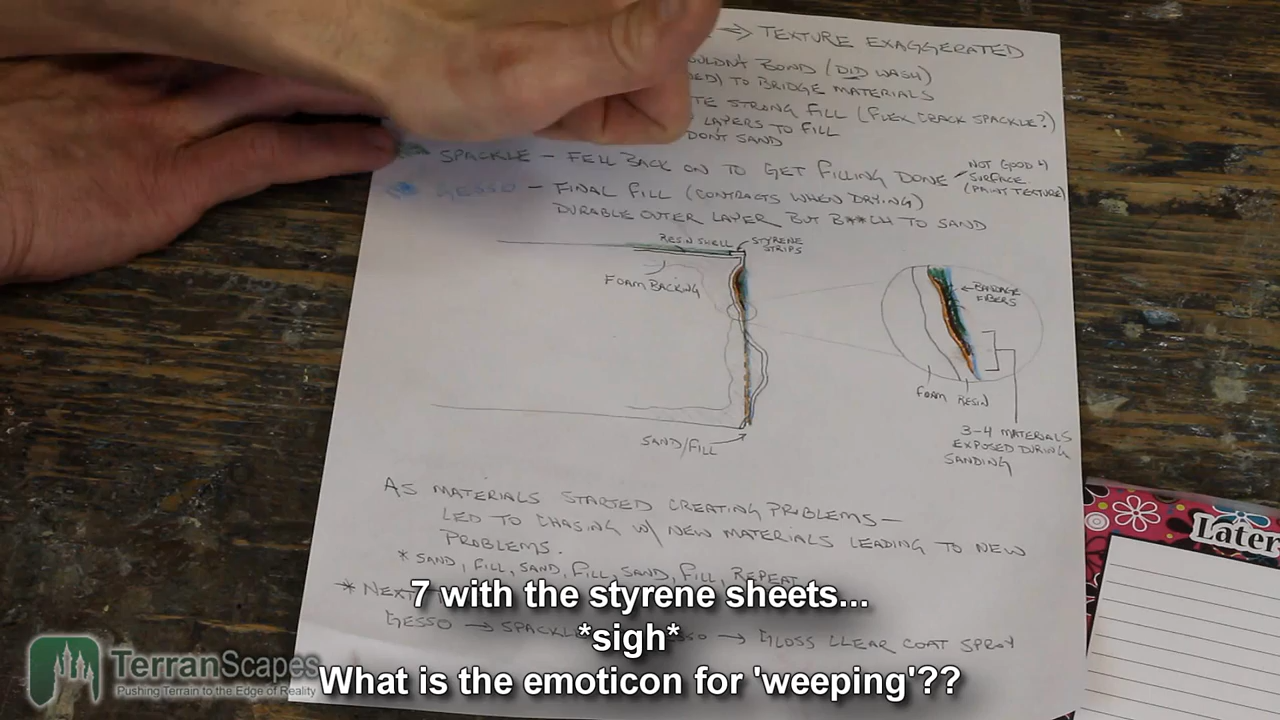 => TEXTURE EXAGGERATED
BOND (DID WASH)
TO BRIDGE MATERIALS
STRONG FILL (FLEX CRACK SPACKLE?)
LAYERS TO FILL
DONT SAND
SPACKLE - FELL BACK ON TO GET FILLING DONE
NOT GOOD
SURFACE
(PAINT TEXTURE)
GESSO - FINAL FILL (CONTRACTS WHEN DRYING)
DURABLE OUTER LAYER BUT B**CH TO SAND
RESIN SHELL
STYRENE
STRIPS
FOAM BACKING
BANDAGE
FIBERS
FOAM RESIN
3-4 MATERIALS
EXPOSED DURING
SANDING
SAND/FILL
AS MATERIALS STARTED CREATING PROBLEMS-
LED TO CHASING W/ NEW MATERIALS LEADING TO NEW
PROBLEMS.
* SAND, FILL, SAND, FILL, SAND, FILL, REPEAT
* NEXT
GESSO → SPACKLE → GLOSS CLEAR COAT SPRAY
Later
7 with the styrene sheets...
*sigh*
What is the emoticon for 'weeping'??
TerranScapes
Pushing Terrain to the Edge of Reality